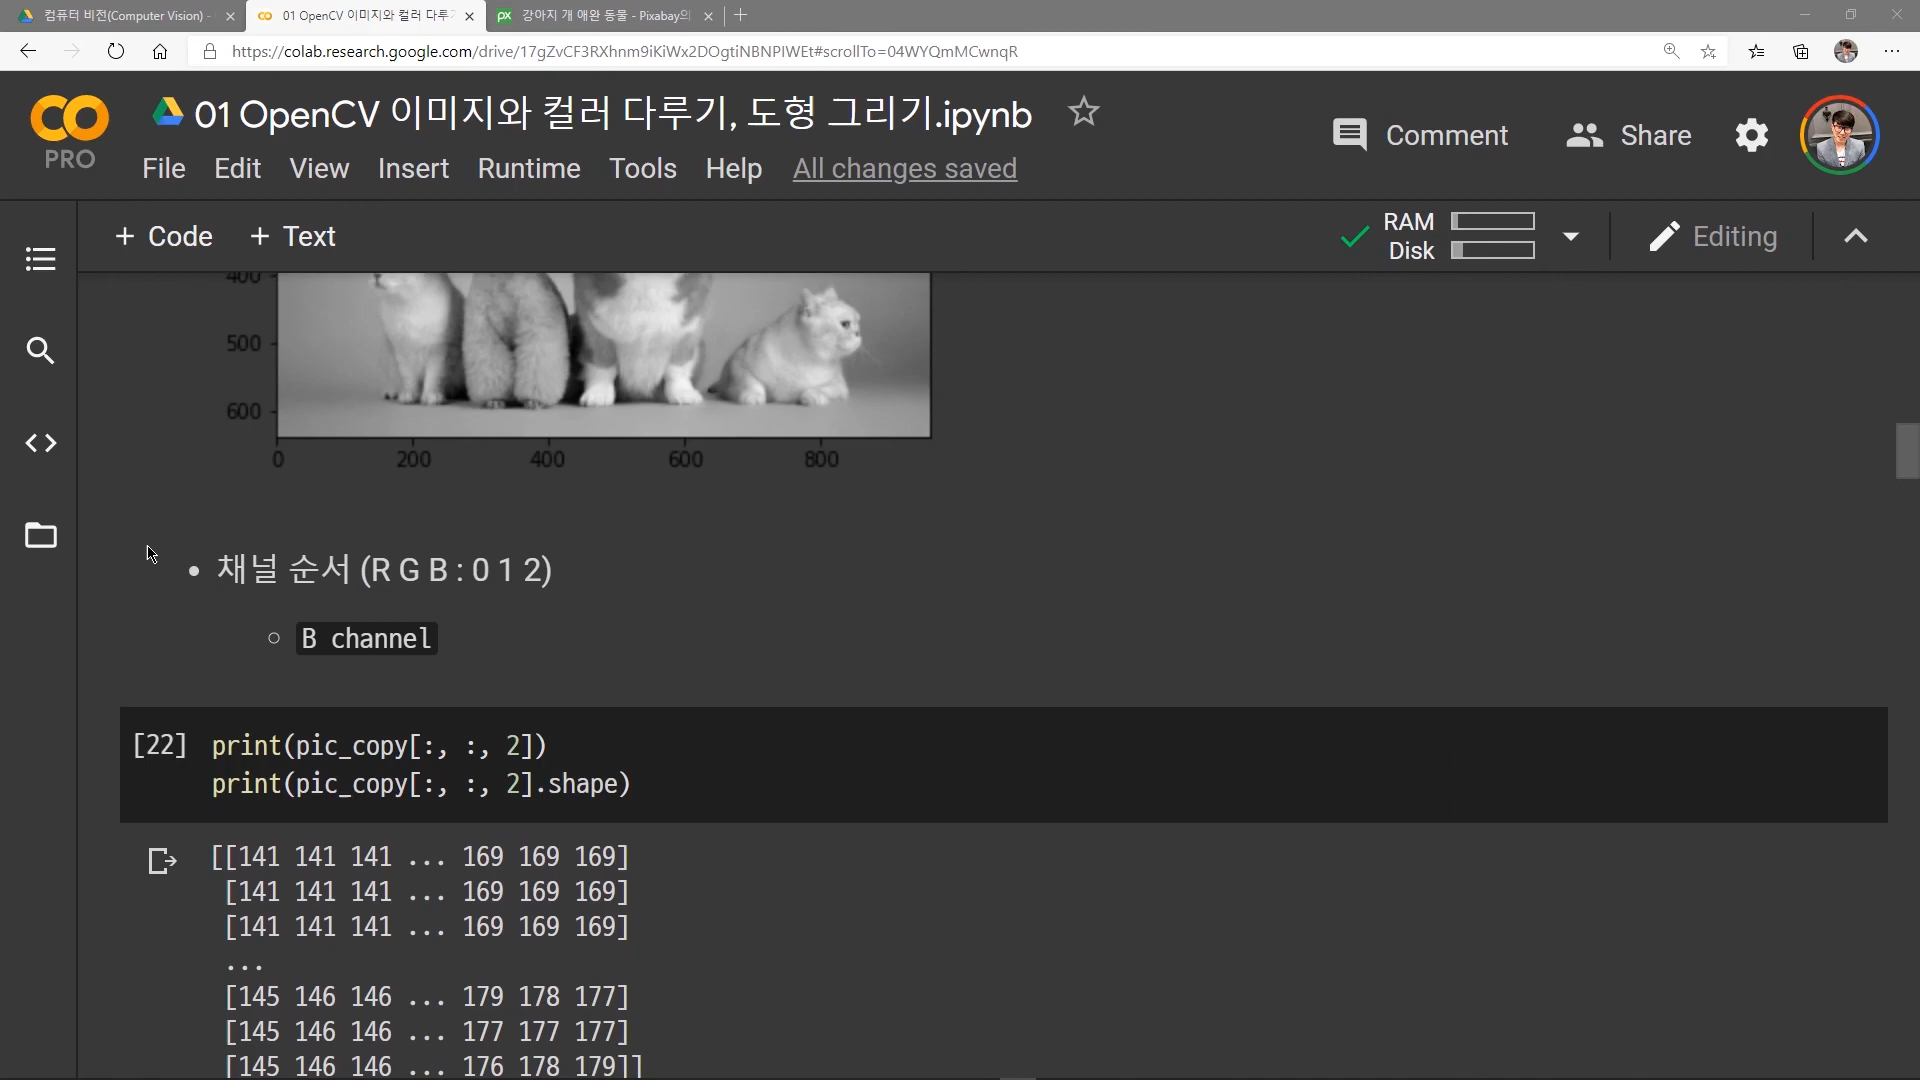 컴퓨터 비전(Computer Vision) -
01 OpenCV 이미지와 컬러 다루기
강아지 개 애완 동물 - Pixabay의
https://colab.research.google.com/drive/17gZvCF3RXhnm9iKiWx2DOgtiNBNPIWEt#scrollTo=04WYQmMCwnqR
CO
PRO
01 OpenCV 이미지와 컬러 다루기, 도형 그리기.ipynb
Comment
Share
File Edit View Insert Runtime Tools Help All changes saved
+ Code + Text
RAM
Disk
Editing
400
500
600
0 200 400 600 800
• 채널 순서 (R G B : 0 1 2)
○ B channel
[22] print(pic_copy[:, :, 2])
print(pic_copy[:, :, 2].shape)
[[141 141 141 ... 169 169 169]
[141 141 141 ... 169 169 169]
[141 141 141 ... 169 169 169]
...
[145 146 146 ... 179 178 177]
[145 146 146 ... 177 177 177]
[145 146 146 ... 176 178 179]]